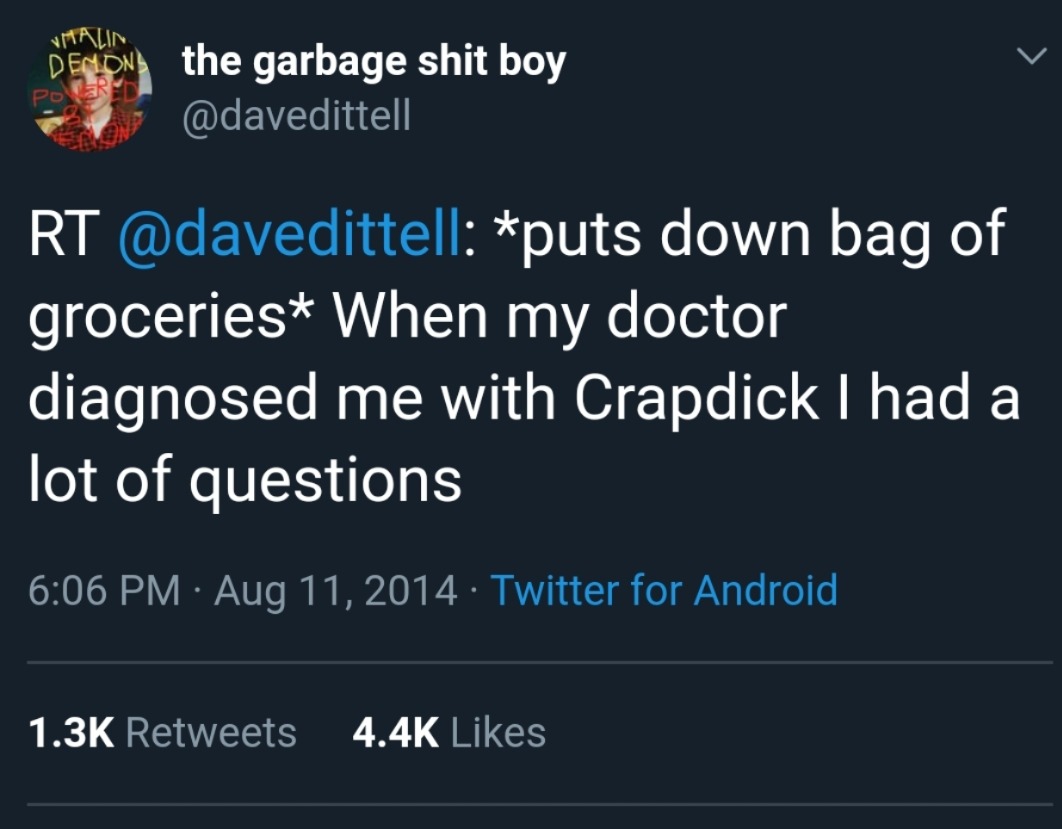 the garbage shit boy
@davedittell
RT @davedittell: *puts down bag of
groceries* When my doctor
diagnosed me with Crapdick I had a
lot of questions
6:06 PM · Aug 11, 2014 · Twitter for Android
1.3K Retweets 4.4K Likes